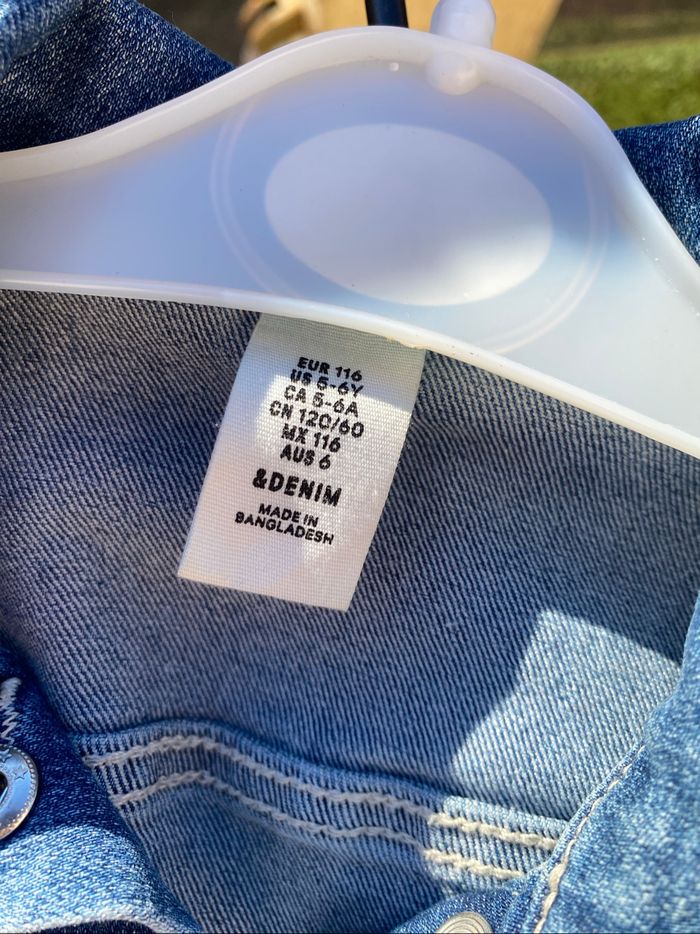 EUR 116
US 5-6Y
CA 5-6A
CN 120/60
MX 116
AUS 6
&DENIM
MADE IN
BANGLADESH